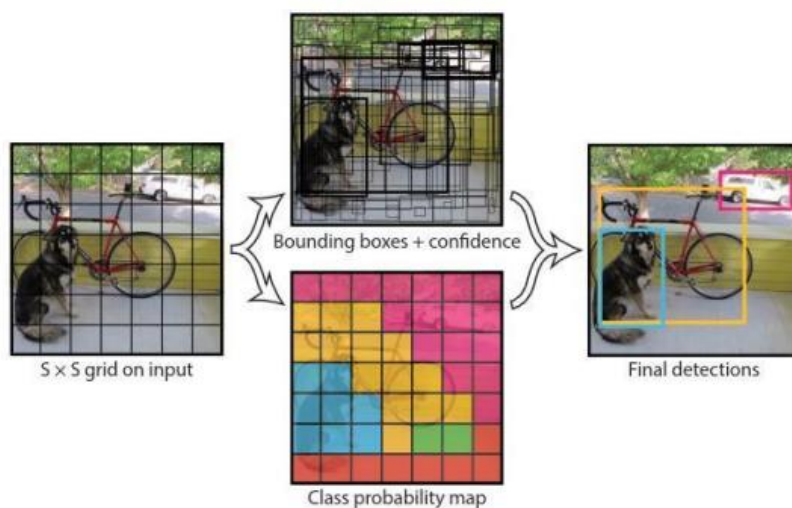 S × S grid on input
Bounding boxes + confidence
Class probability map
Final detections